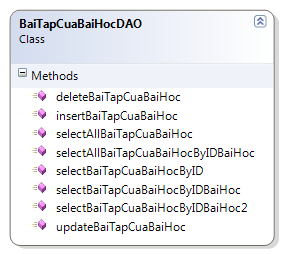 BaiTapCuaBaiHocDAO
Class
Methods
deleteBaiTapCuaBaiHoc
insertBaiTapCuaBaiHoc
selectAllBaiTapCuaBaiHoc
selectAllBaiTapCuaBaiHocByIDBaiHoc
selectBaiTapCuaBaiHocByID
selectBaiTapCuaBaiHocByIDBaiHoc
selectBaiTapCuaBaiHocByIDBaiHoc2
updateBaiTapCuaBaiHoc